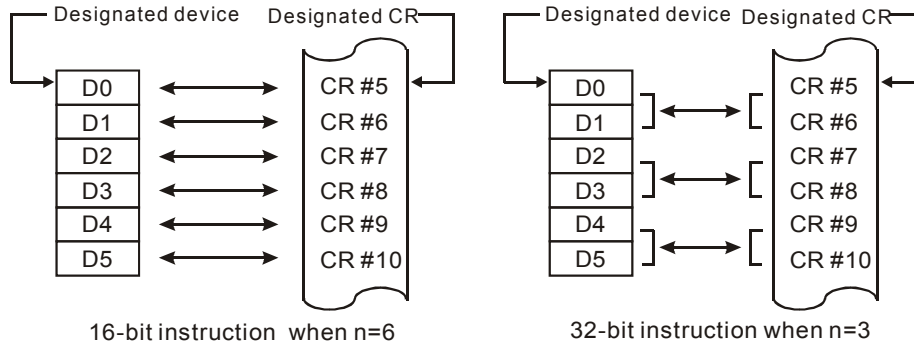 Designated device Designated CR
D0 CR #5
D1 CR #6
D2 CR #7
D3 CR #8
D4 CR #9
D5 CR #10
16-bit instruction when n=6
Designated device Designated CR
D0 CR #5
D1 CR #6
D2 CR #7
D3 CR #8
D4 CR #9
D5 CR #10
32-bit instruction when n=3